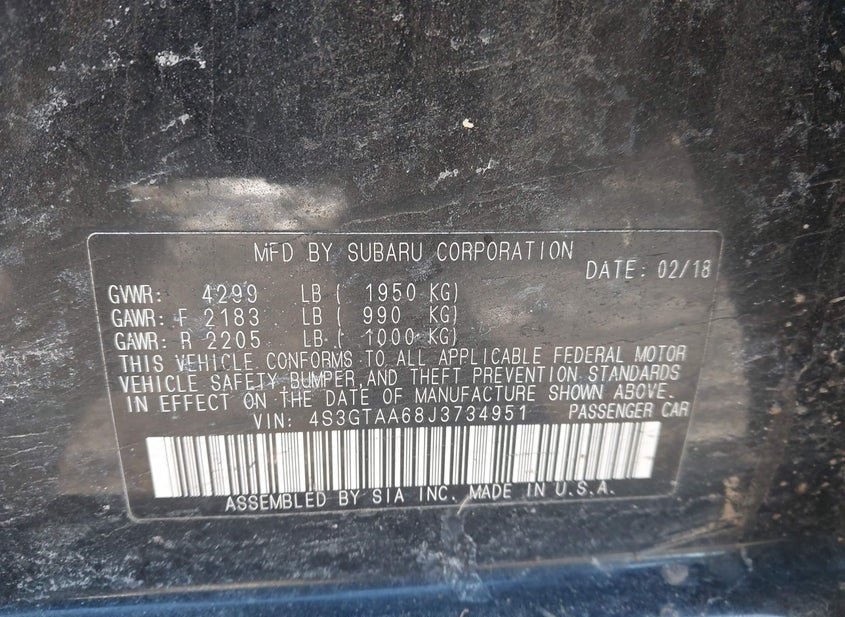 MFD BY SUBARU CORPORATION
DATE: 02/18
GVWR: 4299 LB ( 1950 KG)
GAWR: F 2183 LB ( 990 KG)
GAWR: R 2205 LB ( 1000 KG)
THIS VEHICLE CONFORMS TO ALL APPLICABLE FEDERAL MOTOR
VEHICLE SAFETY, BUMPER, AND THEFT PREVENTION STANDARDS
IN EFFECT ON THE DATE OF MANUFACTURE SHOWN ABOVE.
VIN: 4S3GTAA68J3734951 PASSENGER CAR
ASSEMBLED BY SIA INC. MADE IN U.S.A.